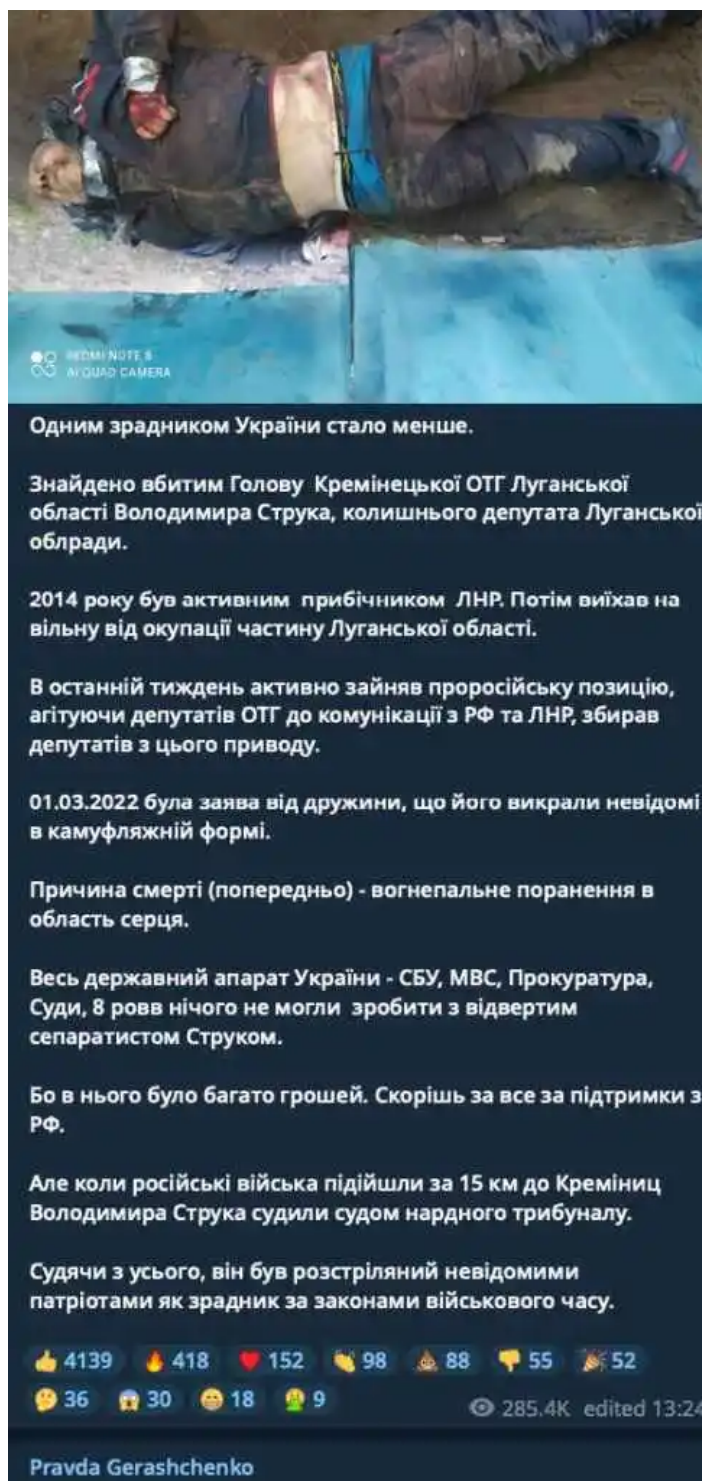 REDMI NOTE 8
AI QUAD CAMERA
Одним зрадником України стало менше.
Знайдено вбитим Голову Кремінецької ОТГ Луганської
області Володимира Струка, колишнього депутата Луганської
облради.
2014 року був активним прибічником ЛНР. Потім виїхав на
вільну від окупації частину Луганської області.
В останній тиждень активно зайняв проросійську позицію,
агітуючи депутатів ОТГ до комунікації з РФ та ЛНР, збирав
депутатів з цього приводу.
01.03.2022 була заява від дружини, що його викрали невідомі
в камуфляжній формі.
Причина смерті (попередньо) - вогнепальне поранення в
область серця.
Весь державний апарат України - СБУ, МВС, Прокуратура,
Суди, 8 ровв нічого не могли зробити з відвертим
сепаратистом Струком.
Бо в нього було багато грошей. Скорішь за все за підтримки з
РФ.
Але коли російські війська підійшли за 15 км до Креміниц
Володимира Струка судили судом нардного трибуналу.
Судячи з усього, він був розстріляний невідомими
патріотами як зрадник за законами військового часу.
4139 418 152 98 88 55 52
36 30 18 9 285.4K edited 13:24
Pravda Gerashchenko